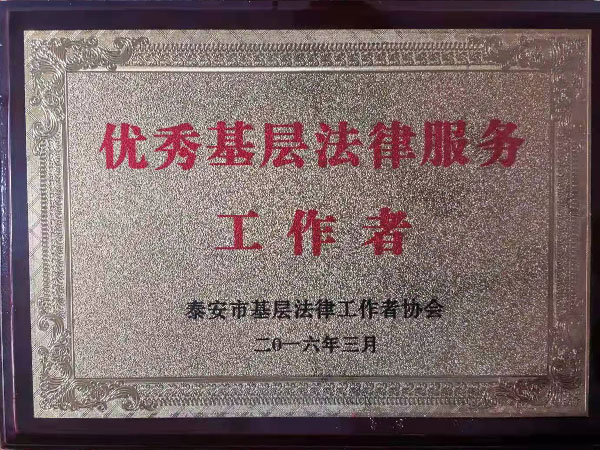 优秀基层法律服务
工作者
泰安市基层法律工作者协会
二〇一六年三月